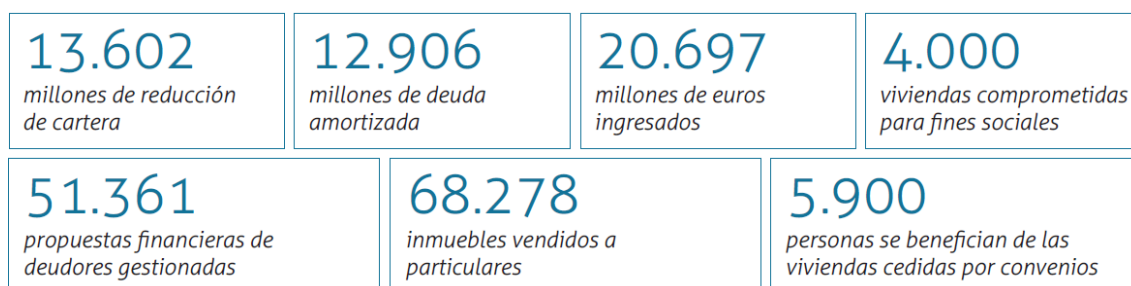 13.602
millones de reducción
de cartera
12.906
millones de deuda
amortizada
20.697
millones de euros
ingresados
4.000
viviendas comprometidas
para fines sociales
51.361
propuestas financieras de
deudores gestionadas
68.278
inmuebles vendidos a
particulares
5.900
personas se benefician de las
viviendas cedidas por convenios